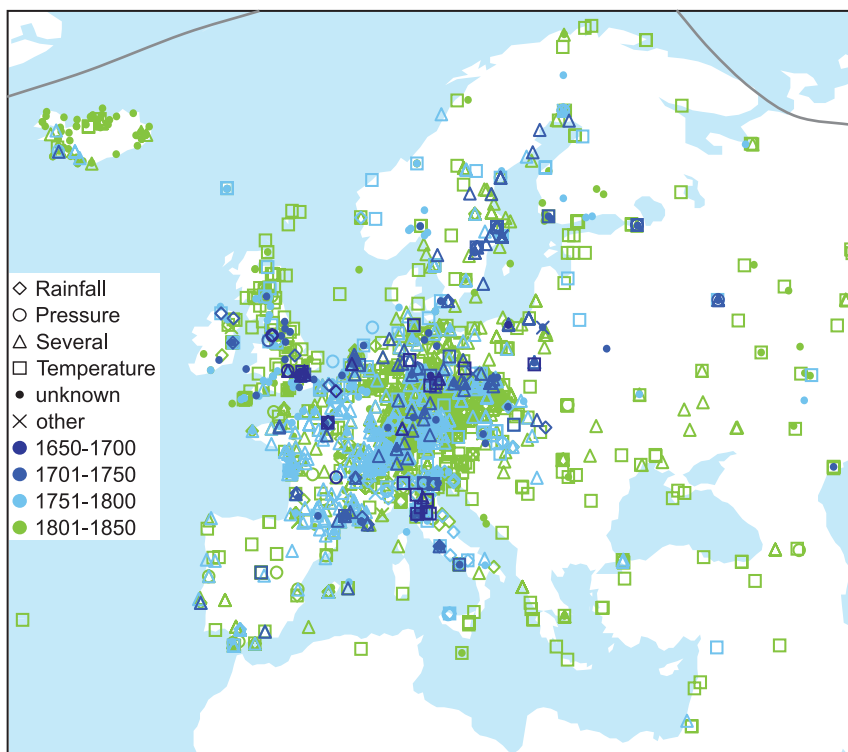 Rainfall
Pressure
Several
Temperature
unknown
other
1650-1700
1701-1750
1751-1800
1801-1850